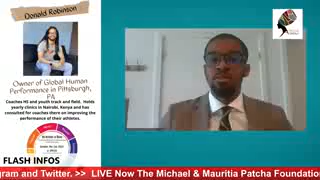 Donald Robinson
Owner of Global Human
Performance in Pittsburgh,
PA
Coaches HS and youth track and field. Holds
yearly clinics in Nairobi, Kenya and has
consulted for coaches there on improving the
performance of their athletes.
FLASH INFOS
gram and Twitter. >> LIVE Now The Michael & Mauritia Patcha Foundation